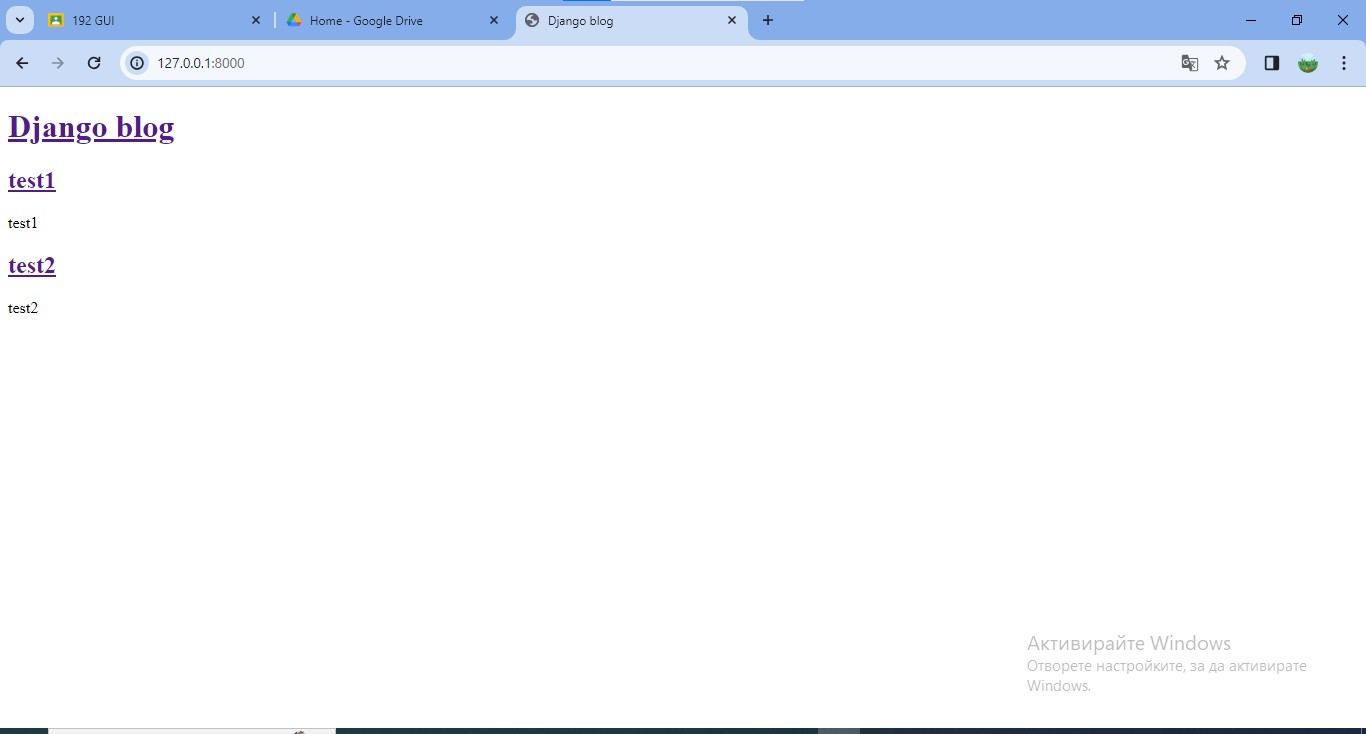 192 GUI
Home - Google Drive
Django blog
127.0.0.1:8000
Django blog
test1
test1
test2
test2
Активирайте Windows
Отворете настройките, за да активирате
Windows.